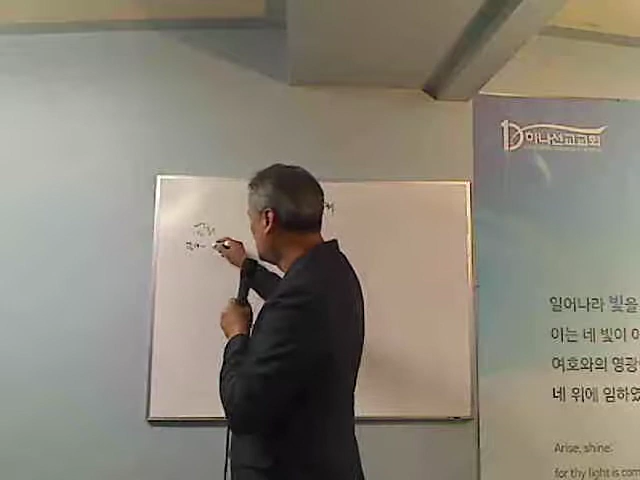 하나선교교회
일어나라 빛을
이는 네 빛이 이
여호와의 영광
네 위에 임하였
Arise, shine:
for thy light is com